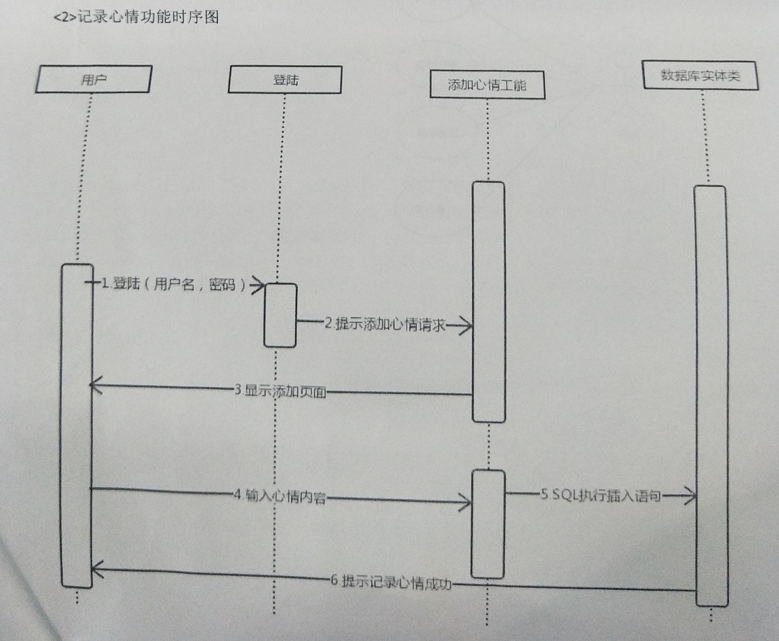 <2>记录心情功能时序图
用户
登陆
添加心情工能
数据库实体类
1.登陆（用户名，密码）
2.提示添加心情请求
3.显示添加页面
4.输入心情内容
5 SQL执行插入语句
6 提示记录心情成功